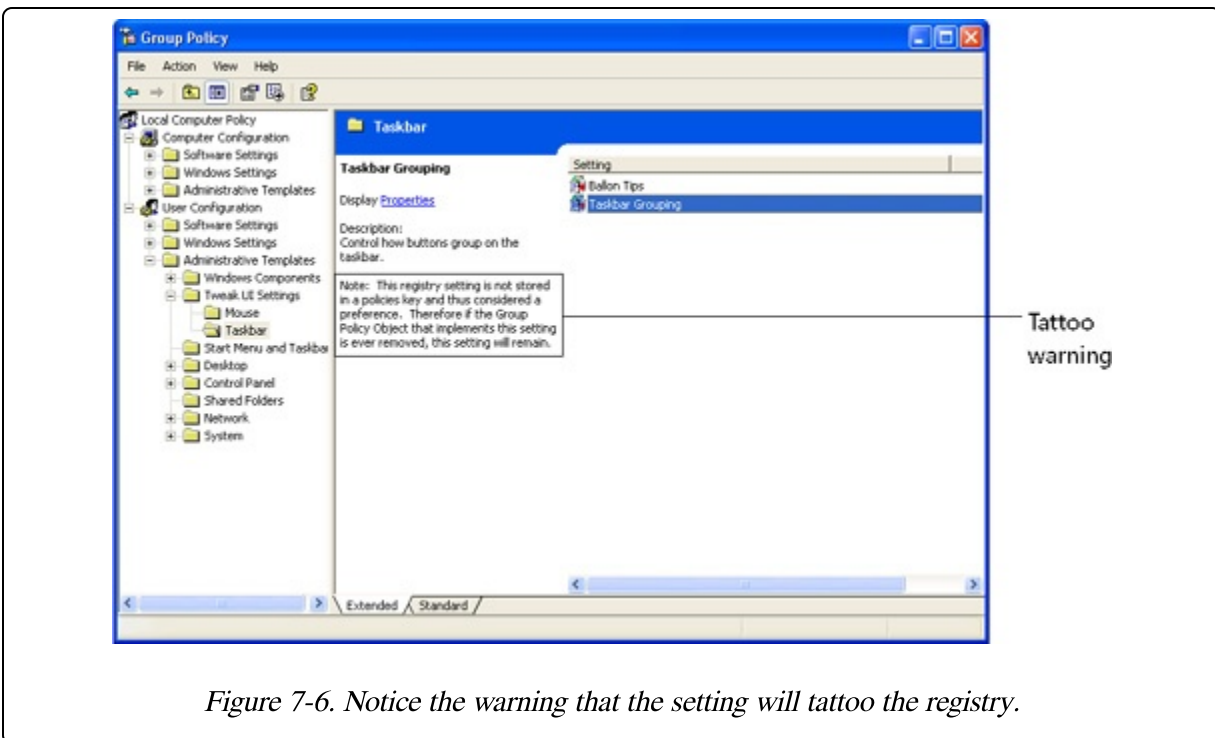 Group Policy
File Action View Help
Local Computer Policy
Computer Configuration
Software Settings
Windows Settings
Administrative Templates
User Configuration
Software Settings
Windows Settings
Administrative Templates
Windows Components
Tweak UI Settings
Mouse
Taskbar
Start Menu and Taskbar
Desktop
Control Panel
Shared Folders
Network
System
Taskbar
Taskbar Grouping
Display Properties
Description:
Control how buttons group on the
taskbar.
Note: This registry setting is not stored
in a policies key and thus considered a
preference. Therefore if the Group
Policy Object that implements this setting
is ever removed, this setting will remain.
Setting
Ballon Tips
Taskbar Grouping
Extended
Standard
Tattoo
warning
Figure 7-6. Notice the warning that the setting will tattoo the registry.